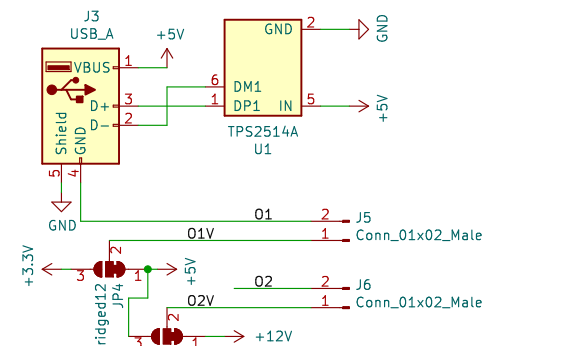 J3
USB_A
+5V
GND
2
VBUS
1
6
DM1
D+
3
1
DP1
IN
5
+5V
D-
2
TPS2514A
U1
Shield
GND
5
4
GND
O1
2
J5
O1V
1
Conn_01x02_Male
+3.3V
3
2
1
+5V
ridged12
JP4
O2
2
J6
O2V
1
Conn_01x02_Male
2
3
1
+12V